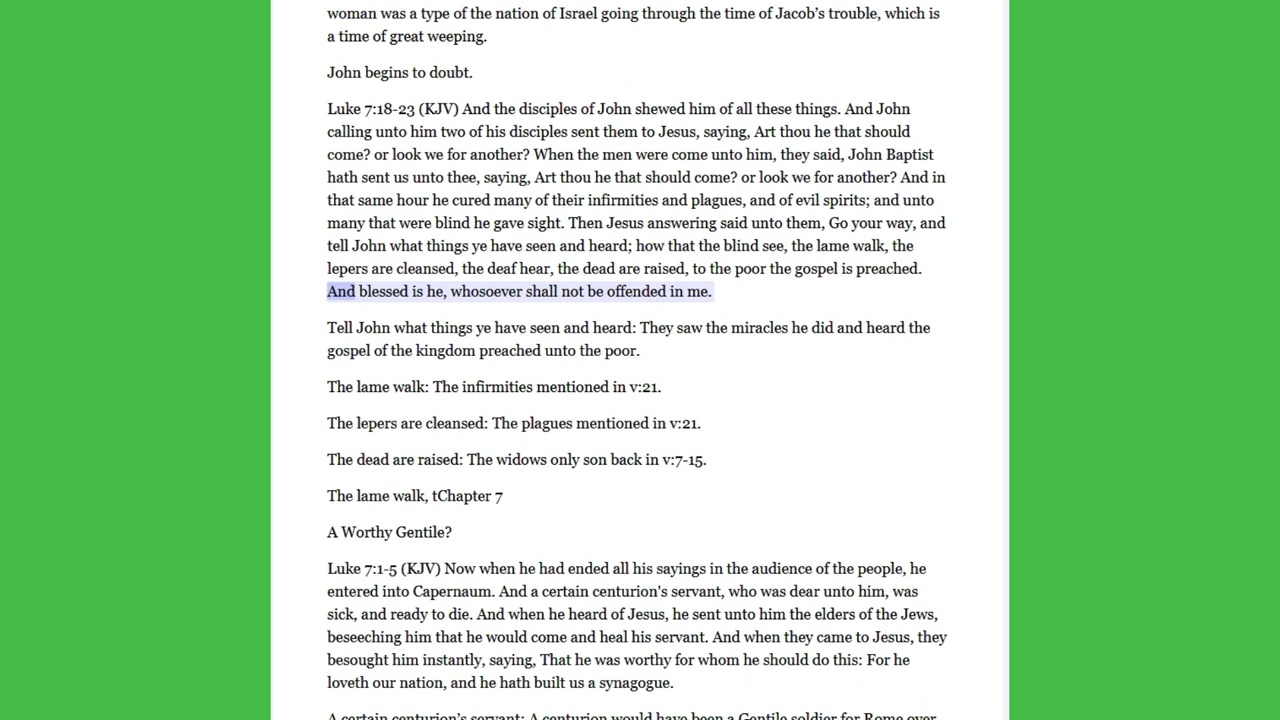 woman was a type of the nation of Israel going through the time of Jacob’s trouble, which is
a time of great weeping.
John begins to doubt.
Luke 7:18-23 (KJV) And the disciples of John shewed him of all these things. And John
calling unto him two of his disciples sent them to Jesus, saying, Art thou he that should
come? or look we for another? When the men were come unto him, they said, John Baptist
hath sent us unto thee, saying, Art thou he that should come? or look we for another? And in
that same hour he cured many of their infirmities and plagues, and of evil spirits; and unto
many that were blind he gave sight. Then Jesus answering said unto them, Go your way, and
tell John what things ye have seen and heard; how that the blind see, the lame walk, the
lepers are cleansed, the deaf hear, the dead are raised, to the poor the gospel is preached.
And blessed is he, whosoever shall not be offended in me.
Tell John what things ye have seen and heard: They saw the miracles he did and heard the
gospel of the kingdom preached unto the poor.
The lame walk: The infirmities mentioned in v:21.
The lepers are cleansed: The plagues mentioned in v:21.
The dead are raised: The widows only son back in v:7-15.
The lame walk, tChapter 7
A Worthy Gentile?
Luke 7:1-5 (KJV) Now when he had ended all his sayings in the audience of the people, he
entered into Capernaum. And a certain centurion's servant, who was dear unto him, was
sick, and ready to die. And when he heard of Jesus, he sent unto him the elders of the Jews,
beseeching him that he would come and heal his servant. And when they came to Jesus, they
besought him instantly, saying, That he was worthy for whom he should do this: For he
loveth our nation, and he hath built us a synagogue.
A certain centurion’s servant: A centurion would have been a Gentile soldier for Rome over